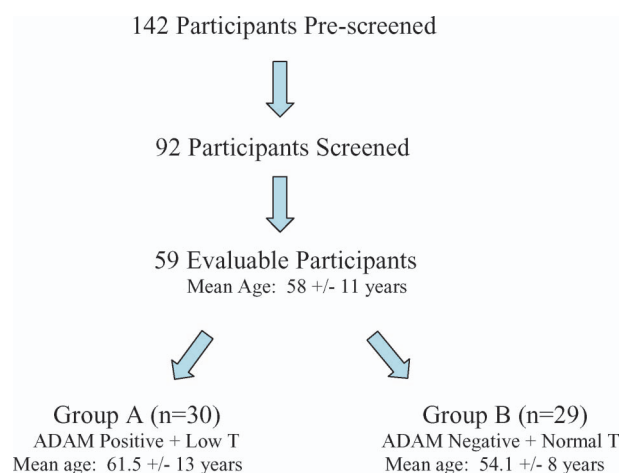 142 Participants Pre-screened
92 Participants Screened
59 Evaluable Participants
Mean Age: 58 +/- 11 years
Group A (n=30)
ADAM Positive + Low T
Mean age: 61.5 +/- 13 years
Group B (n=29)
ADAM Negative + Normal T
Mean age: 54.1 +/- 8 years